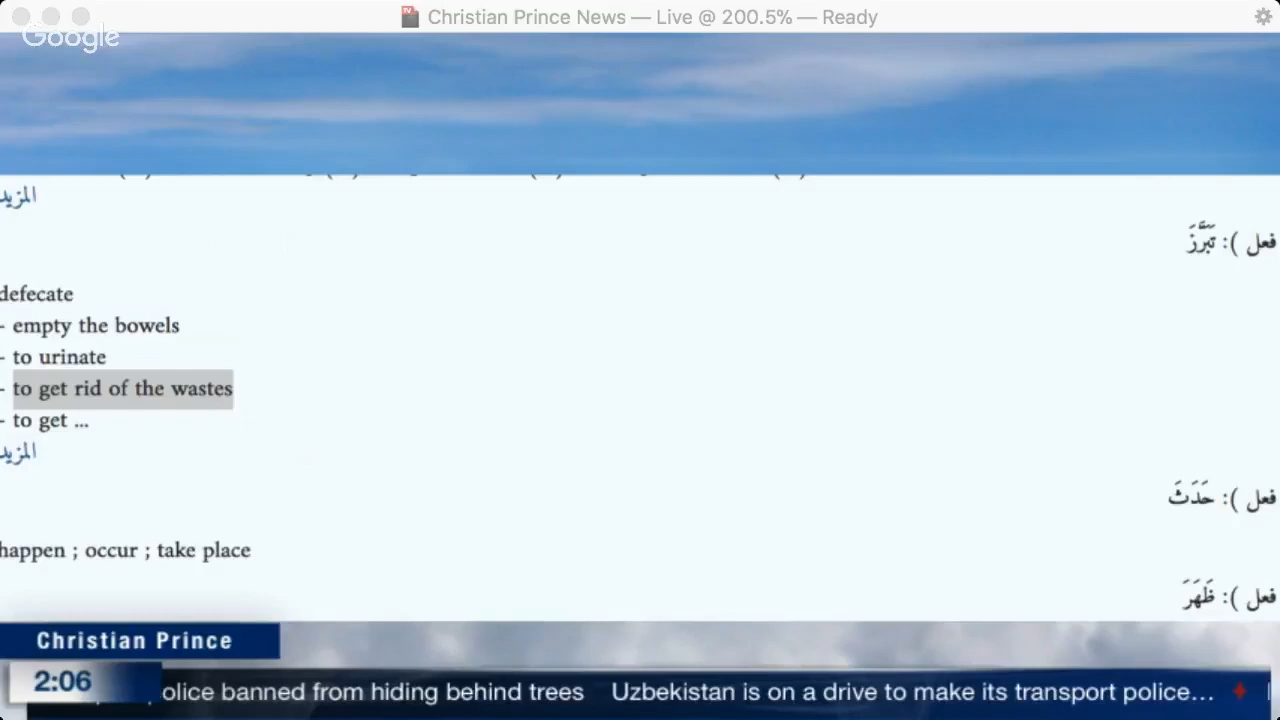 Christian Prince News — Live @ 200.5% — Ready
Google
المزيد
فعل ): تَبَرَّزَ
defecate
- empty the bowels
- to urinate
- to get rid of the wastes
- to get ...
المزيد
فعل ): حَدَثَ
happen ; occur ; take place
فعل ): ظَهَرَ
Christian Prince
2:06
olice banned from hiding behind trees Uzbekistan is on a drive to make its transport police...